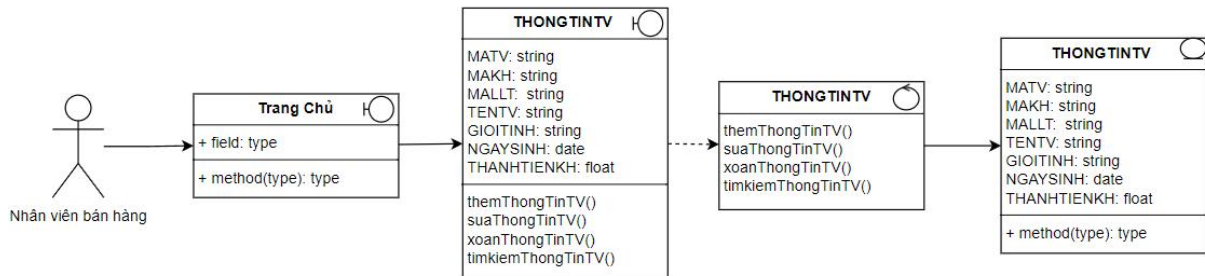 Nhân viên bán hàng
Trang Chủ
+ field: type
+ method(type): type
THONGTINTV
MATV: string
MAKH: string
MALLT: string
TENTV: string
GIOITINH: string
NGAYSINH: date
THANHTIENKH: float
themThongTinTV()
suaThongTinTV()
xoanThongTinTV()
timkiemThongTinTV()
THONGTINTV
themThongTinTV()
suaThongTinTV()
xoanThongTinTV()
timkiemThongTinTV()
THONGTINTV
MATV: string
MAKH: string
MALLT: string
TENTV: string
GIOITINH: string
NGAYSINH: date
THANHTIENKH: float
+ method(type): type